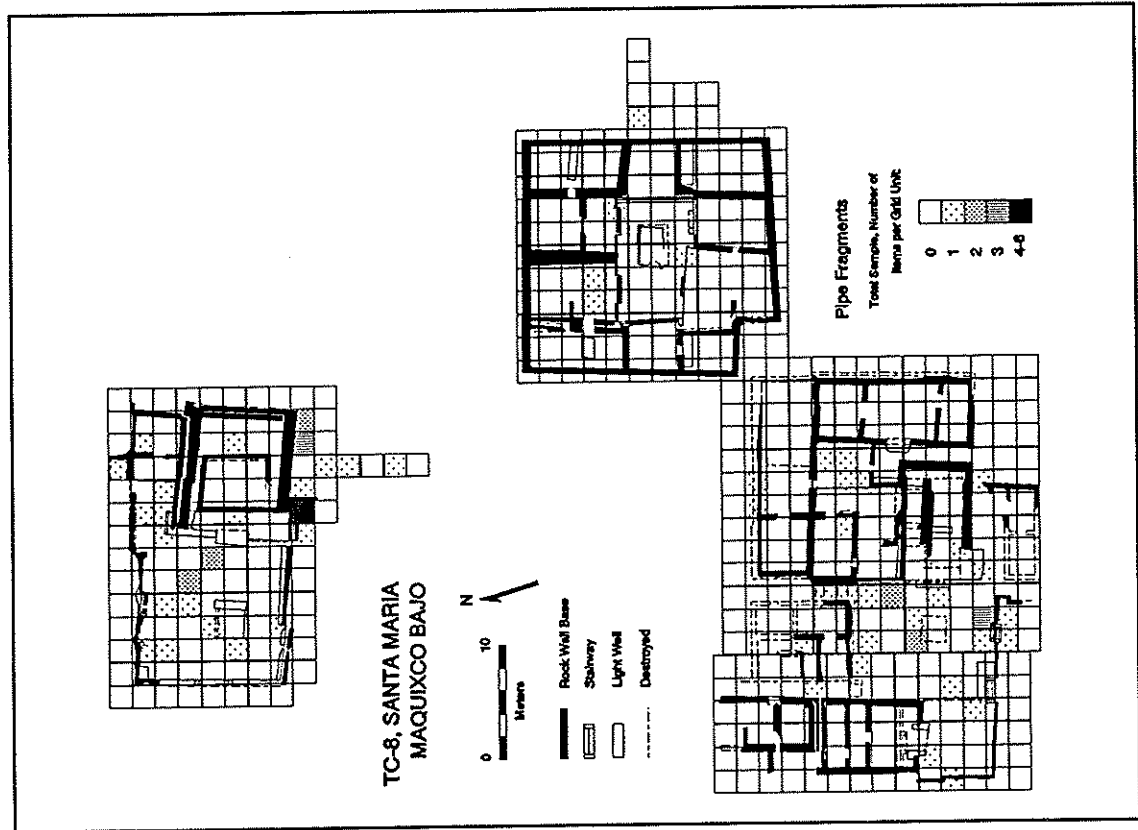 TC-8, SANTA MARIA
MAQUIXCO BAJO
N
0 10
Meters
Rock Wall Base
Stairway
Light Well
Destroyed
Pipe Fragments
Total Sample, Number of
Items per Grid Unit
0
1
2
3
4-6